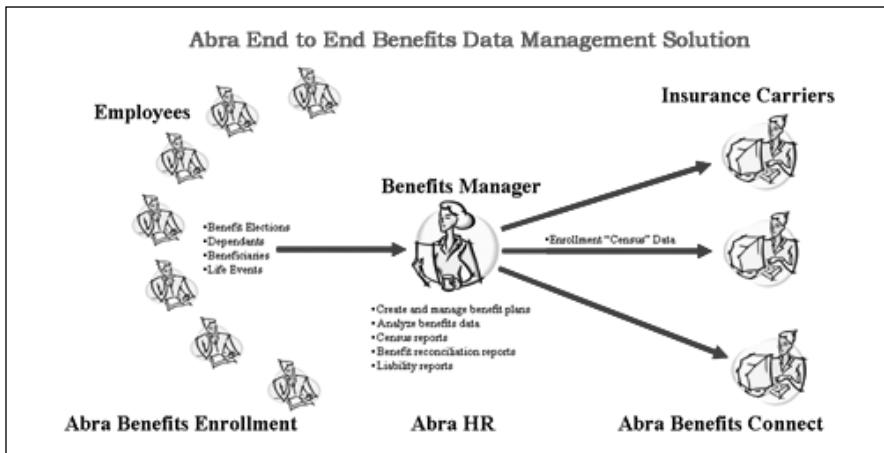 Abra End to End Benefits Data Management Solution
Employees
Insurance Carriers
Benefits Manager
•Benefit Elections
•Dependants
•Beneficiaries
•Life Events
•Enrollment "Census" Data
•Create and manage benefit plans
•Analyze benefits data
•Census reports
•Benefit reconciliation reports
•Liability reports
Abra Benefits Enrollment
Abra HR
Abra Benefits Connect